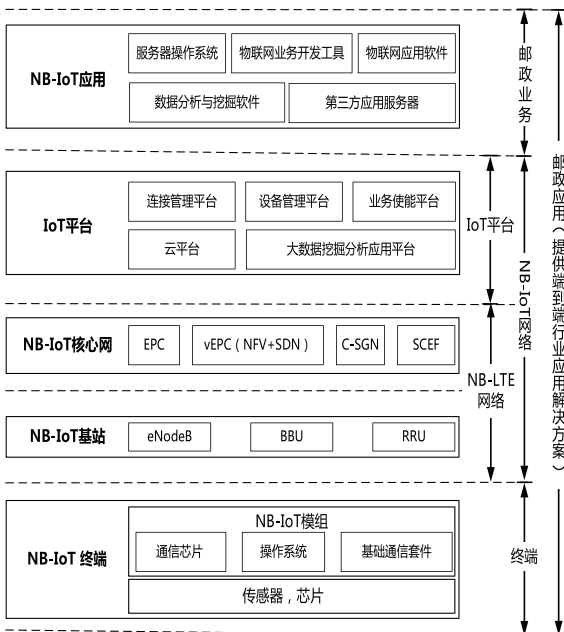 NB-IoT应用
服务器操作系统
物联网业务开发工具
物联网应用软件
数据分析与挖掘软件
第三方应用服务器
IoT平台
连接管理平台
设备管理平台
业务使能平台
云平台
大数据挖掘分析应用平台
NB-IoT核心网
EPC
vEPC（NFV+SDN）
C-SGN
SCEF
NB-IoT基站
eNodeB
BBU
RRU
NB-IoT 终端
NB-IoT模组
通信芯片
操作系统
基础通信套件
传感器，芯片
邮政业务
IoT平台
NB-LTE
网络
NB-IoT网络
终端
邮政应用（提供端到端行业应用解决方案）